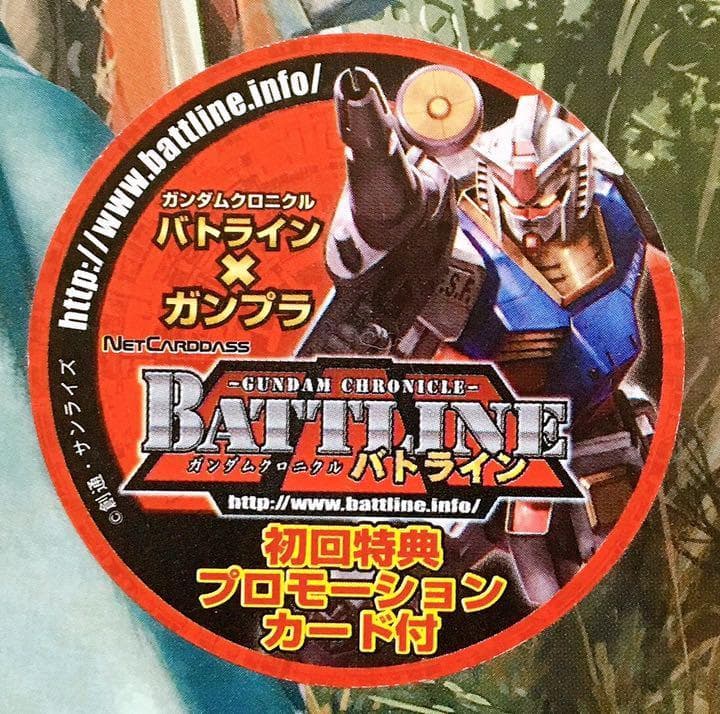 http://www.battline.info/
ガンダムクロニクル
バトライン
×
ガンプラ
NETCARDDASS
-GUNDAM CHRONICLE-
BATTLINE
ガンダムクロニクル バトライン
http://www.battline.info/
初回特典
プロモーション
カード付
©創通・サンライズ